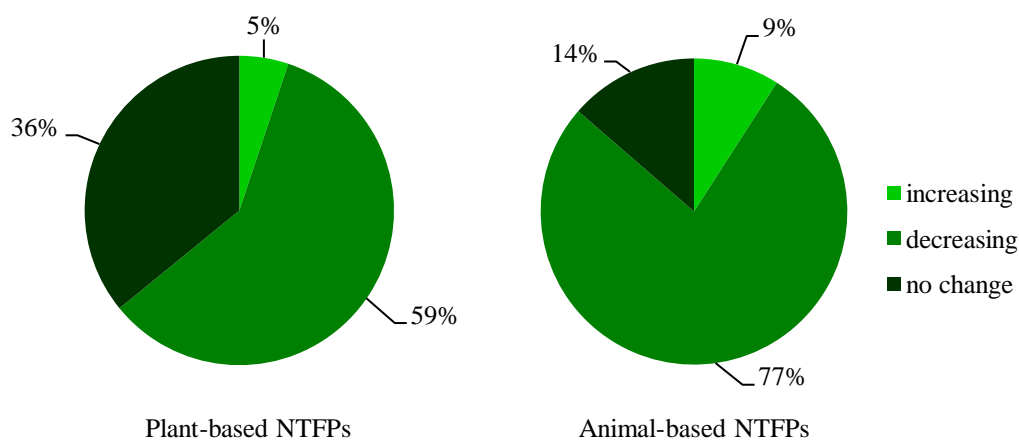 5%
36%
59%
Plant-based NTFPs
9%
14%
77%
Animal-based NTFPs
increasing
decreasing
no change